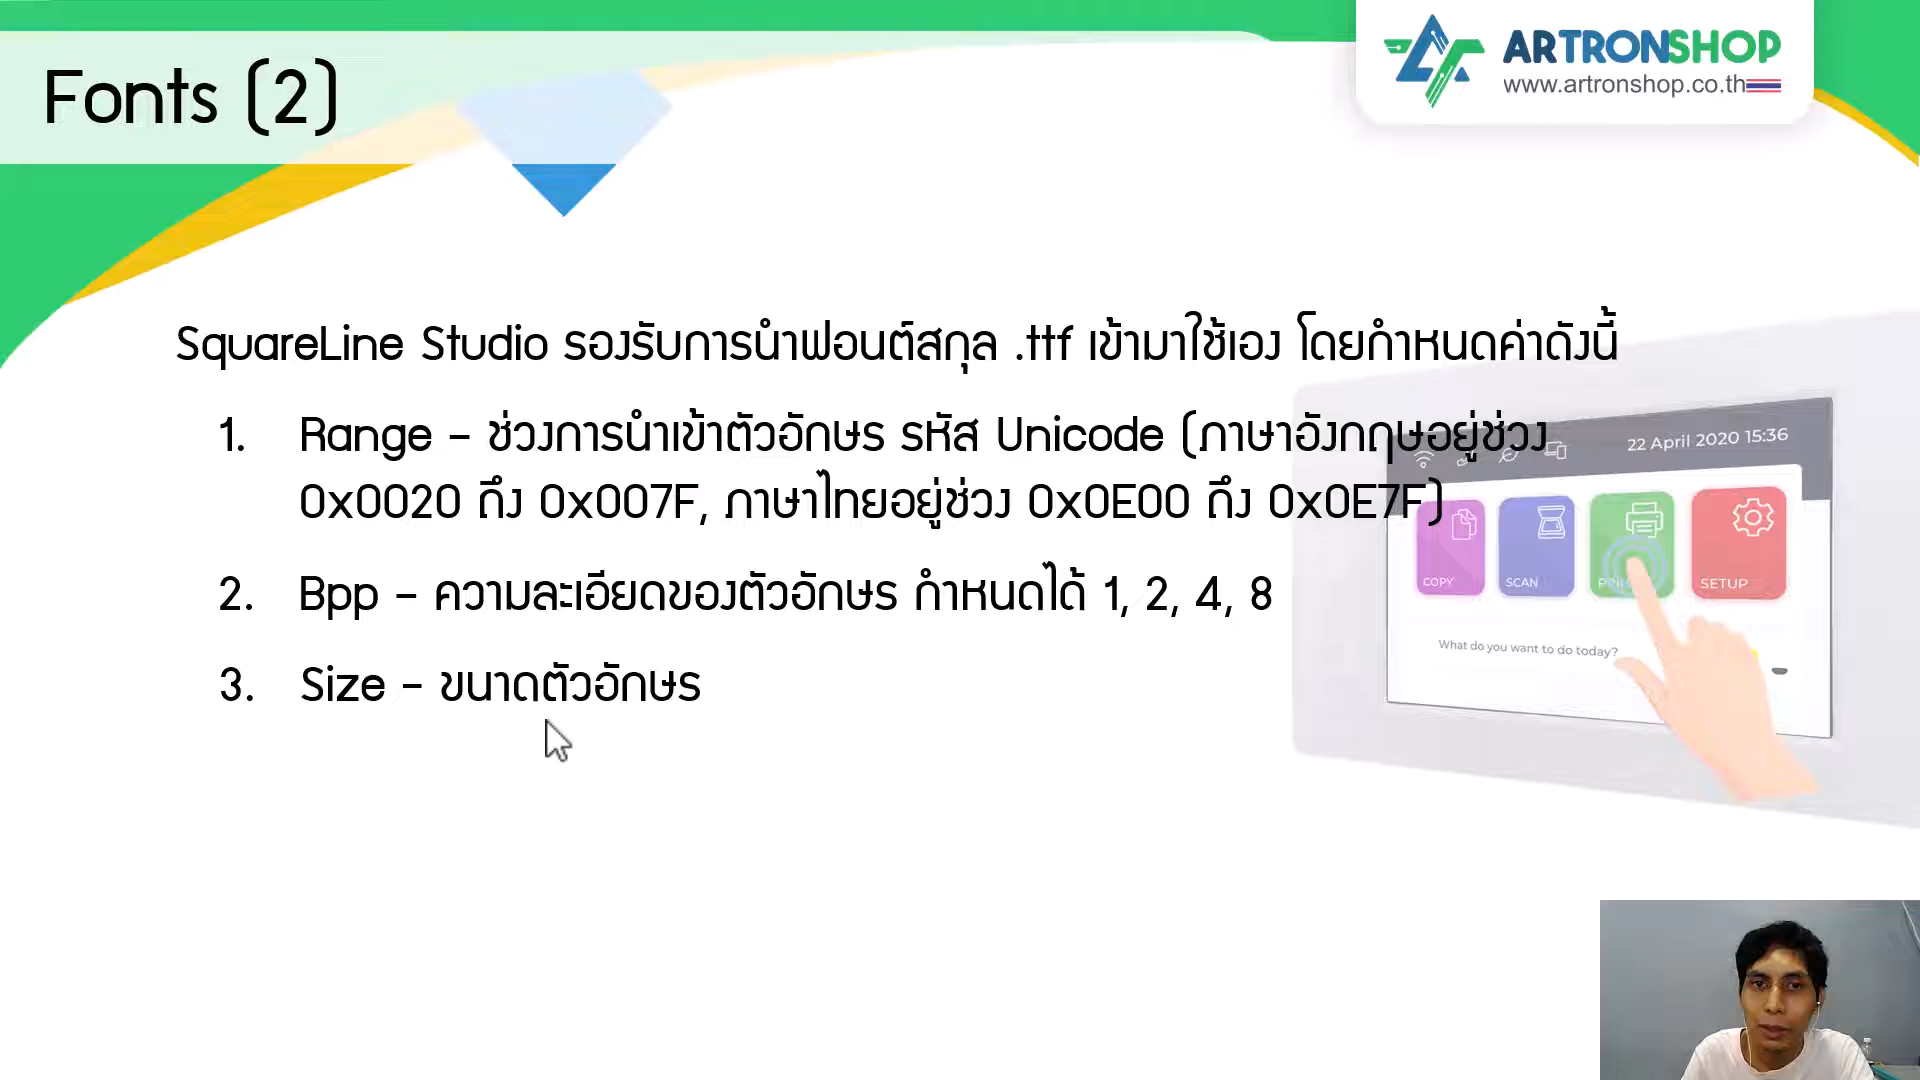 Fonts (2)
ARTRONSHOP
www.artronshop.co.th
SquareLine Studio รองรับการนำฟอนต์สกุล .ttf เข้ามาใช้เอง โดยกำหนดค่าดังนี้
1. Range – ช่วงการนำเข้าตัวอักษร รหัส Unicode (ภาษาอังกฤษอยู่ช่วง
0x0020 ถึง 0x007F, ภาษาไทยอยู่ช่วง 0x0E00 ถึง 0x0E7F)
2. Bpp – ความละเอียดของตัวอักษร กำหนดได้ 1, 2, 4, 8
3. Size – ขนาดตัวอักษร
22 April 2020 15:36
COPY
SCAN
SETUP
What do you want to do today?